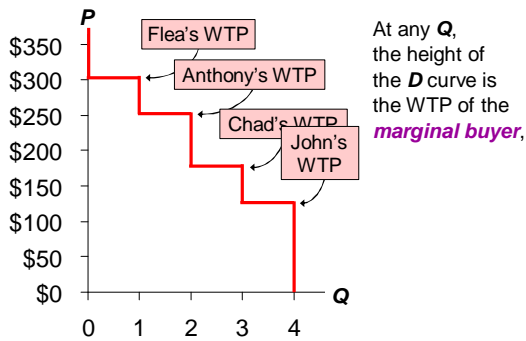 P
$350
$300
$250
$200
$150
$100
$50
$0
0 1 2 3 4
Q
Flea's WTP
Anthony's WTP
Chad's WTP
John's
WTP
At any Q,
the height of
the D curve is
the WTP of the
marginal buyer,